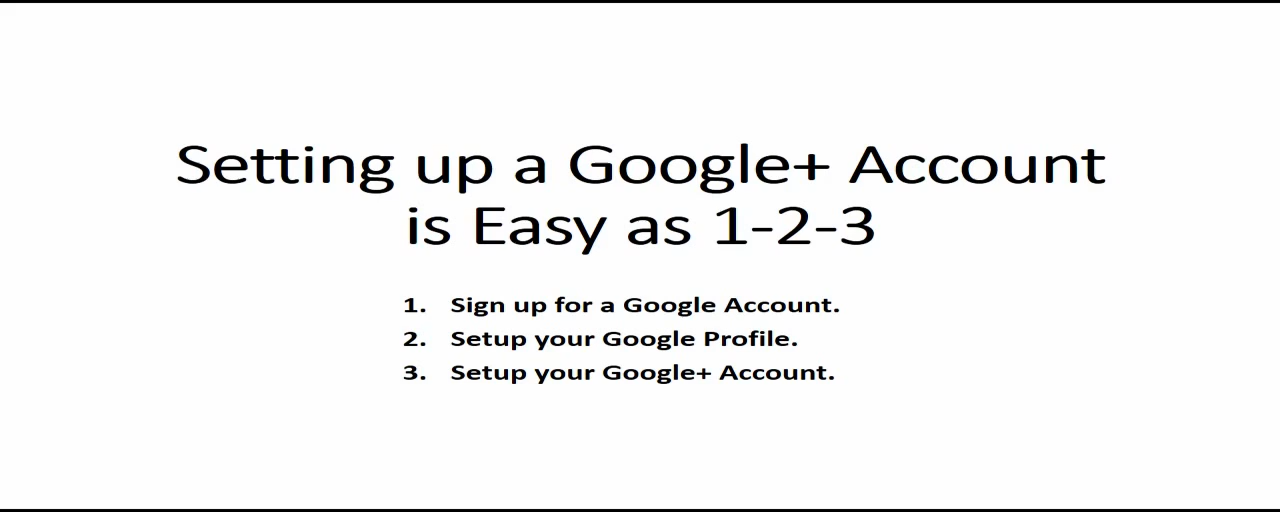 Setting up a Google+ Account
is Easy as 1-2-3
1. Sign up for a Google Account.
2. Setup your Google Profile.
3. Setup your Google+ Account.